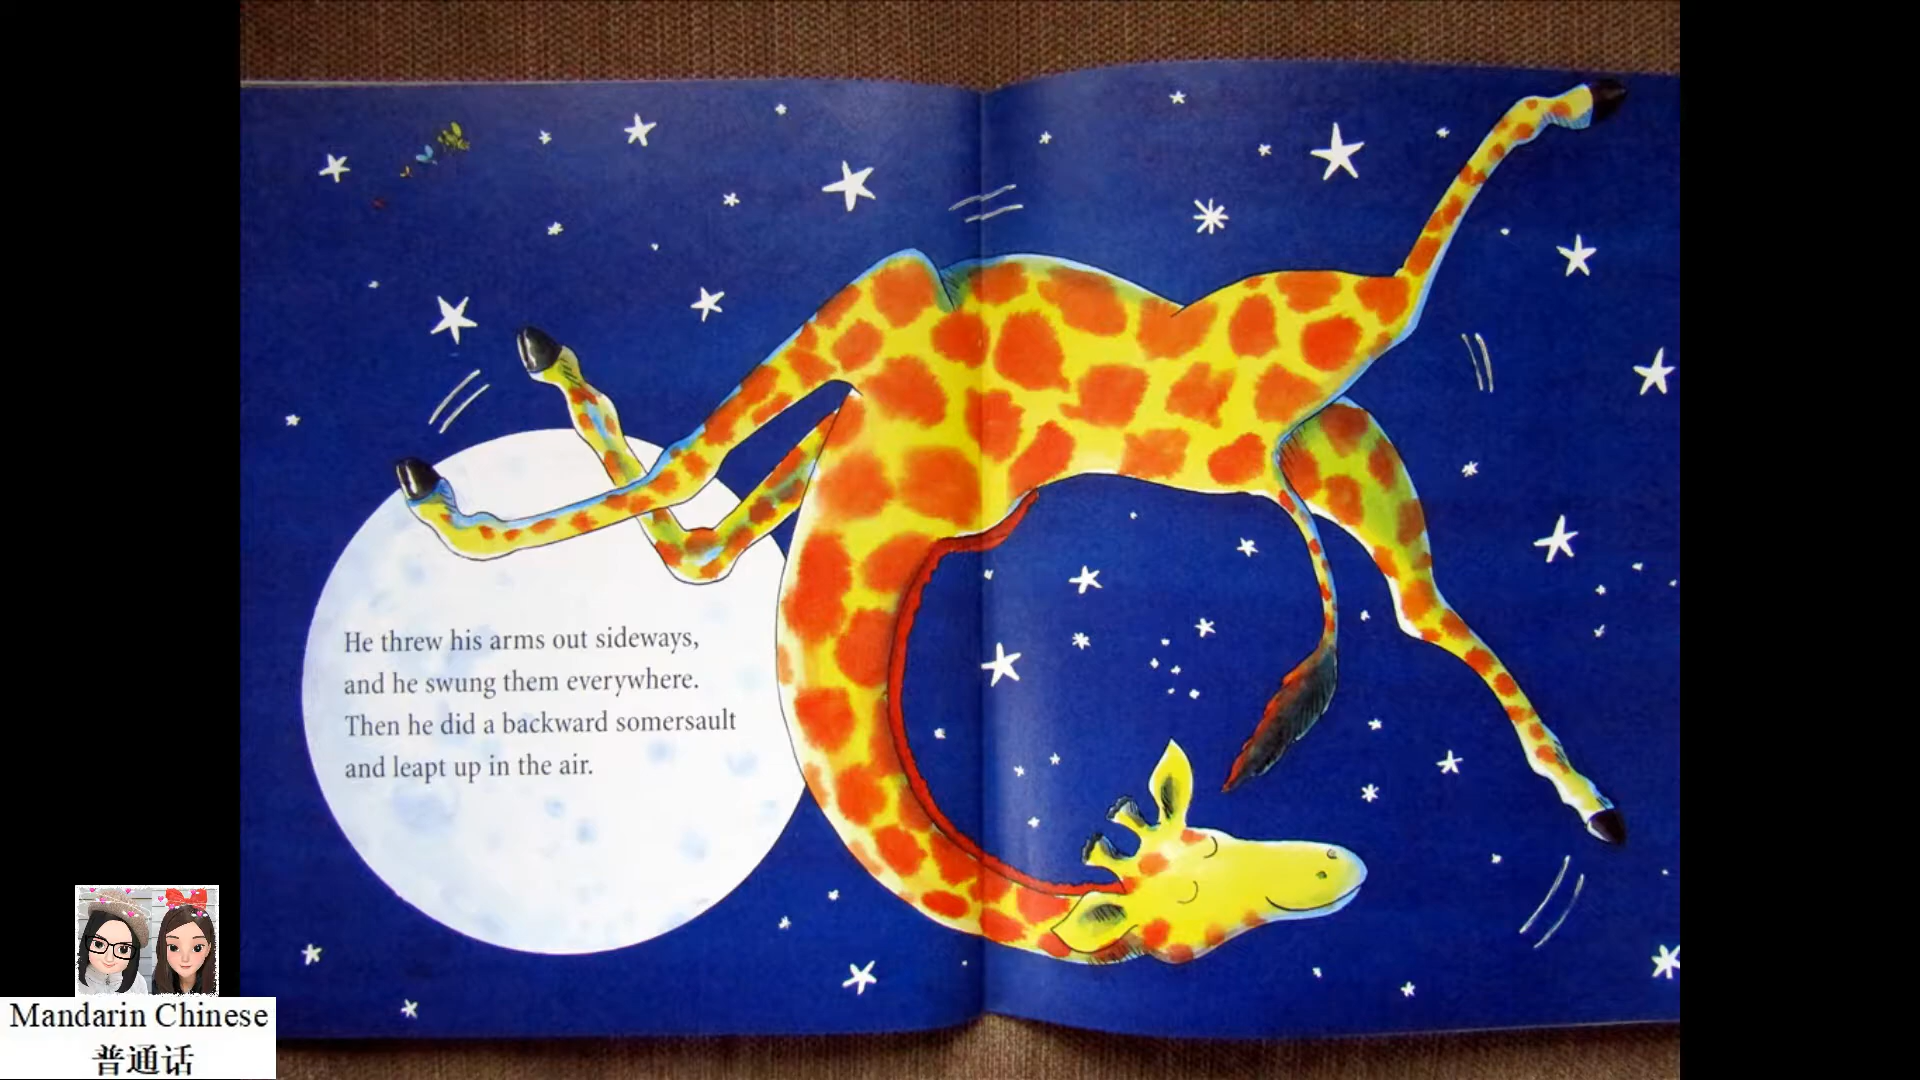 He threw his arms out sideways,
and he swung them everywhere.
Then he did a backward somersault
and leapt up in the air.
Mandarin Chinese
普通话